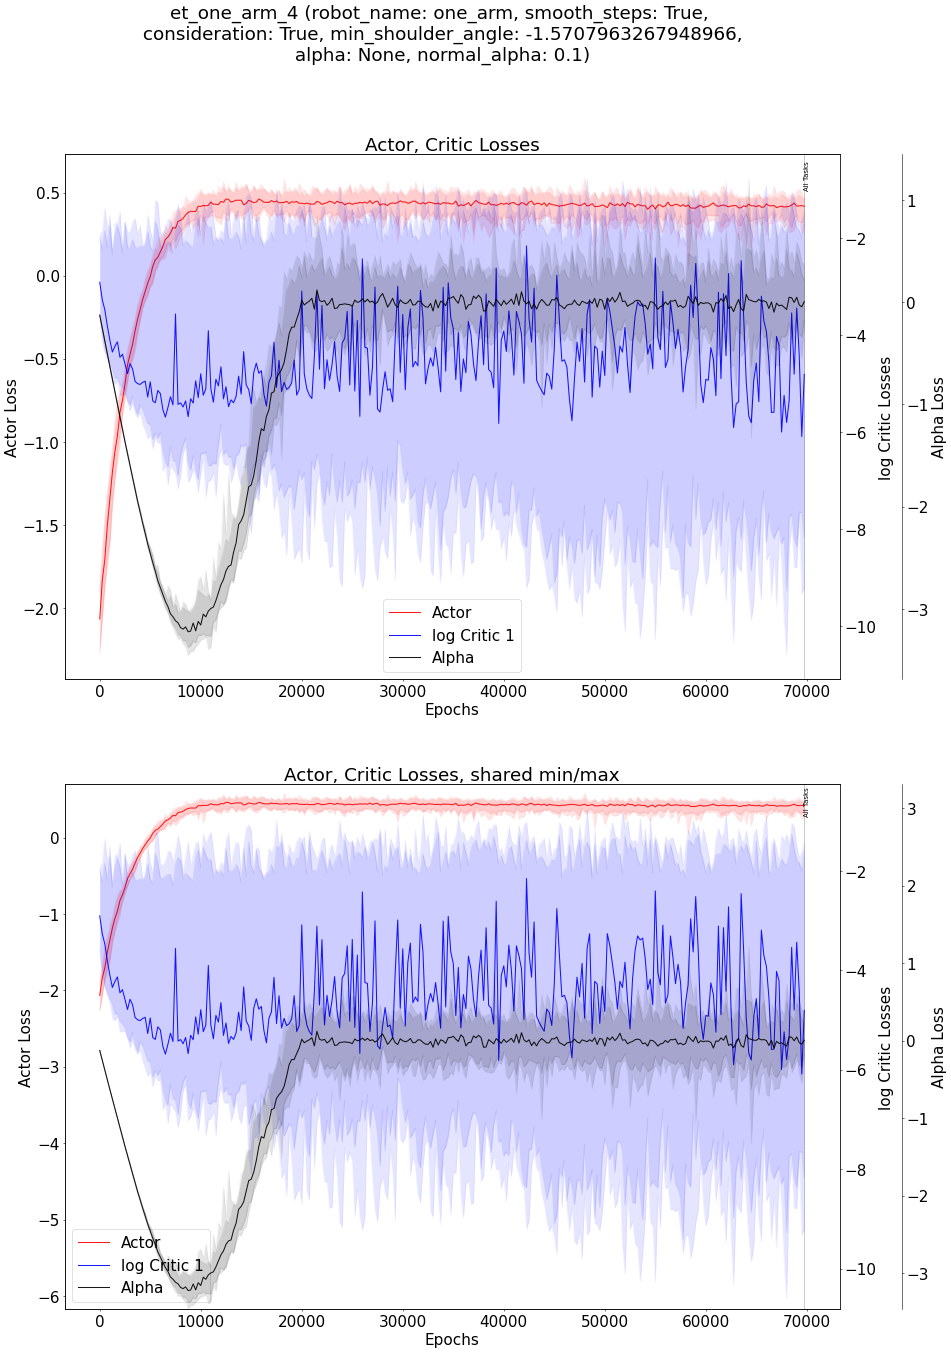 et_one_arm_4 (robot_name: one_arm, smooth_steps: True,
consideration: True, min_shoulder_angle: -1.5707963267948966,
alpha: None, normal_alpha: 0.1)
Actor, Critic Losses
All Tasks
0.5
0.0
−0.5
−1.0
−1.5
−2.0
Actor Loss
−2
−4
−6
−8
−10
log Critic Losses
1
0
−1
−2
−3
Alpha Loss
Actor
log Critic 1
Alpha
0 10000 20000 30000 40000 50000 60000 70000
Epochs
Actor, Critic Losses, shared min/max
All Tasks
0
−1
−2
−3
−4
−5
−6
Actor Loss
−2
−4
−6
−8
−10
log Critic Losses
3
2
1
0
−1
−2
−3
Alpha Loss
Actor
log Critic 1
Alpha
0 10000 20000 30000 40000 50000 60000 70000
Epochs